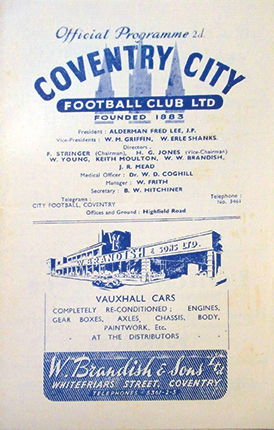 Official Programme 2d.
COVENTRY CITY
FOOTBALL CLUB LTD
FOUNDED 1883
President : ALDERMAN FRED LEE, J.P.
Vice-Presidents : W. M. GRIFFIN, W. ERLE SHANKS.
Directors :
F. STRINGER (Chairman), H. G. JONES (Vice-Chairman)
W. YOUNG, KEITH MOULTON, W. W. BRANDISH,
J. R. MEAD
Medical Officer : Dr. W. D. COGHILL
Manager : W. FRITH
Secretary : B. W. HITCHINER
Telegrams Telephone :
CITY FOOTBALL, COVENTRY No. 3461
Offices and Ground : Highfield Road
W. BRANDISH & SONS LTD.
VAUXHALL CARS
COMPLETELY RE-CONDITIONED ; ENGINES,
GEAR BOXES, AXLES, CHASSIS, BODY,
PAINTWORK, Etc.
AT THE DISTRIBUTORS
W. Brandish & Sons Ltd
WHITEFRIARS STREET, COVENTRY
TELEPHONES